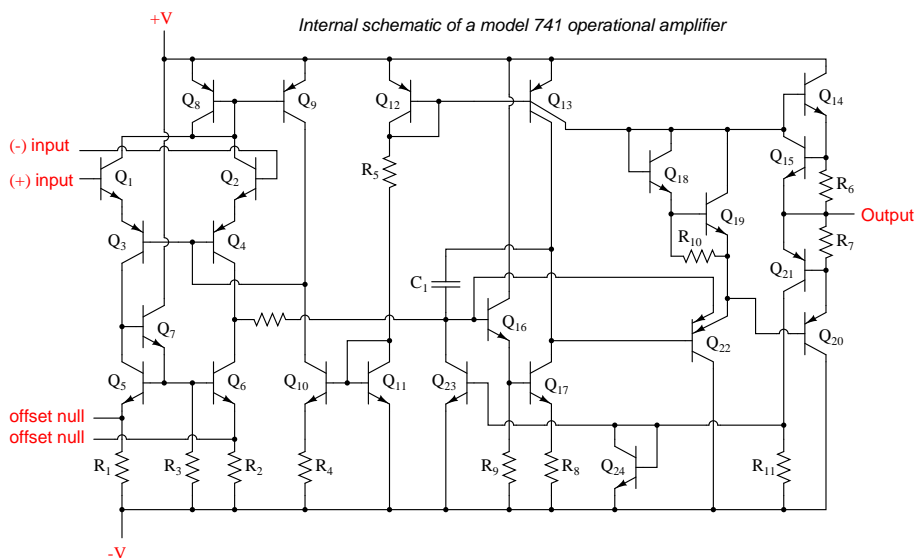 Internal schematic of a model 741 operational amplifier
+V
Q8
Q9
Q12
Q13
Q14
(-) input
(+) input
Q1
Q2
R5
Q15
Q18
R6
Output
Q19
Q3
Q4
R10
R7
C1
Q21
Q7
Q16
Q22
Q20
Q5
Q6
Q10
Q11
Q23
Q17
offset null
offset null
R1
R3
R2
R4
R9
R8
Q24
R11
-V